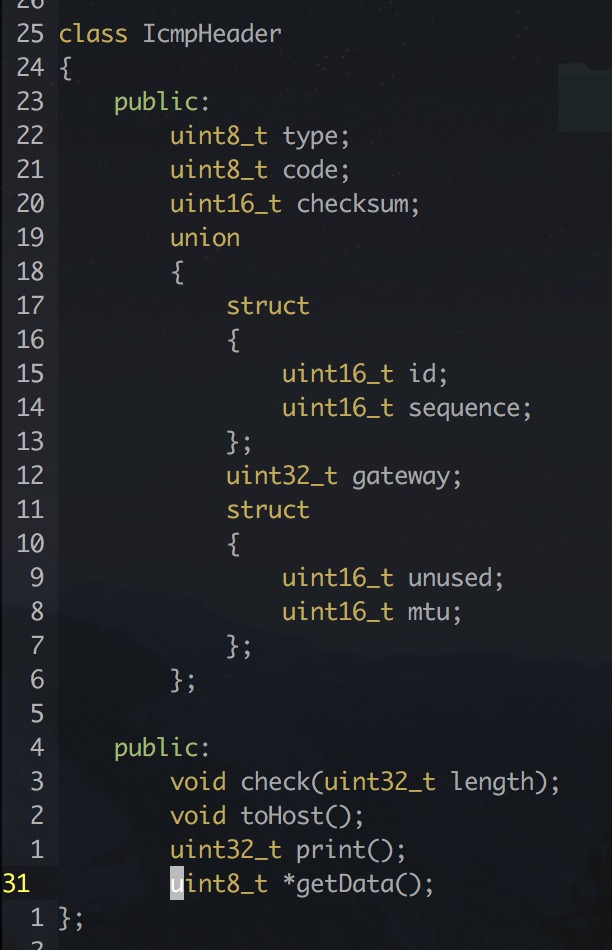 26
25 class IcmpHeader
24 {
23     public:
22         uint8_t type;
21         uint8_t code;
20         uint16_t checksum;
19         union
18         {
17             struct
16             {
15                 uint16_t id;
14                 uint16_t sequence;
13             };
12             uint32_t gateway;
11             struct
10             {
9                 uint16_t unused;
8                 uint16_t mtu;
7             };
6         };
5
4     public:
3         void check(uint32_t length);
2         void toHost();
1         uint32_t print();
31         uint8_t *getData();
1 };
2